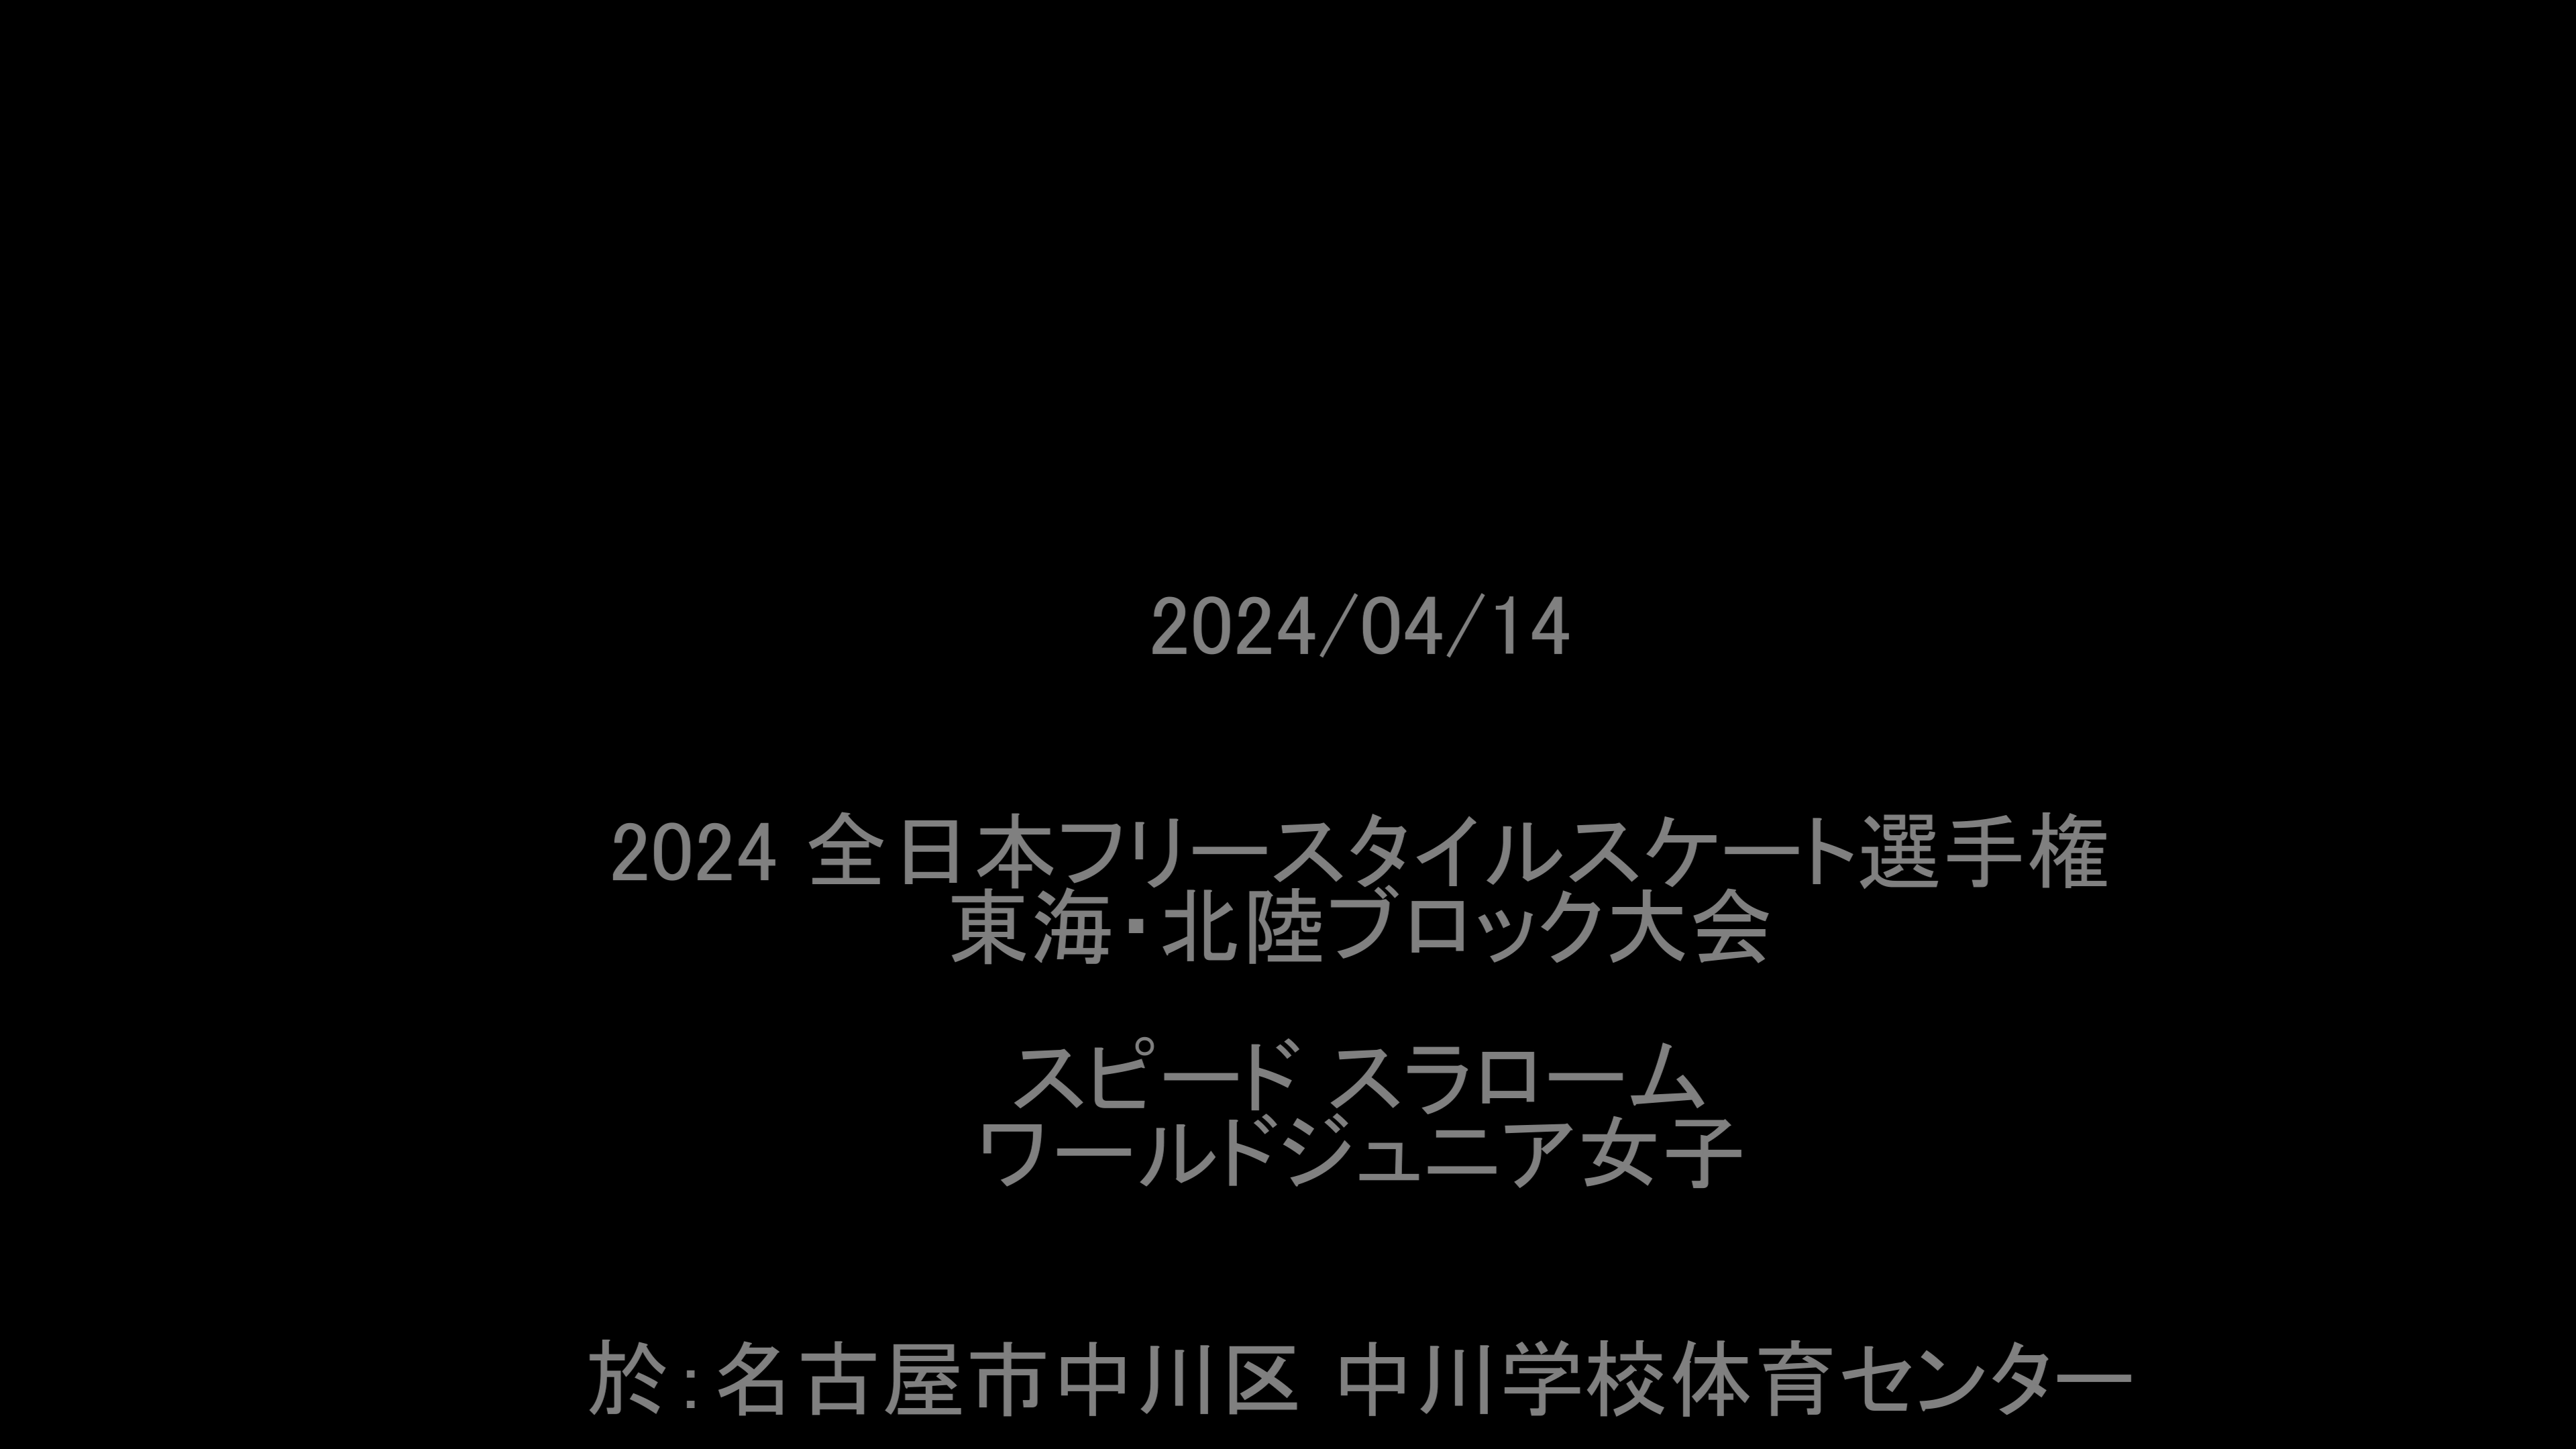 2024/04/14
2024 全日本フリースタイルスケート選手権
東海・北陸ブロック大会
スピード スラローム
ワールドジュニア女子
於：名古屋市中川区 中川学校体育センター